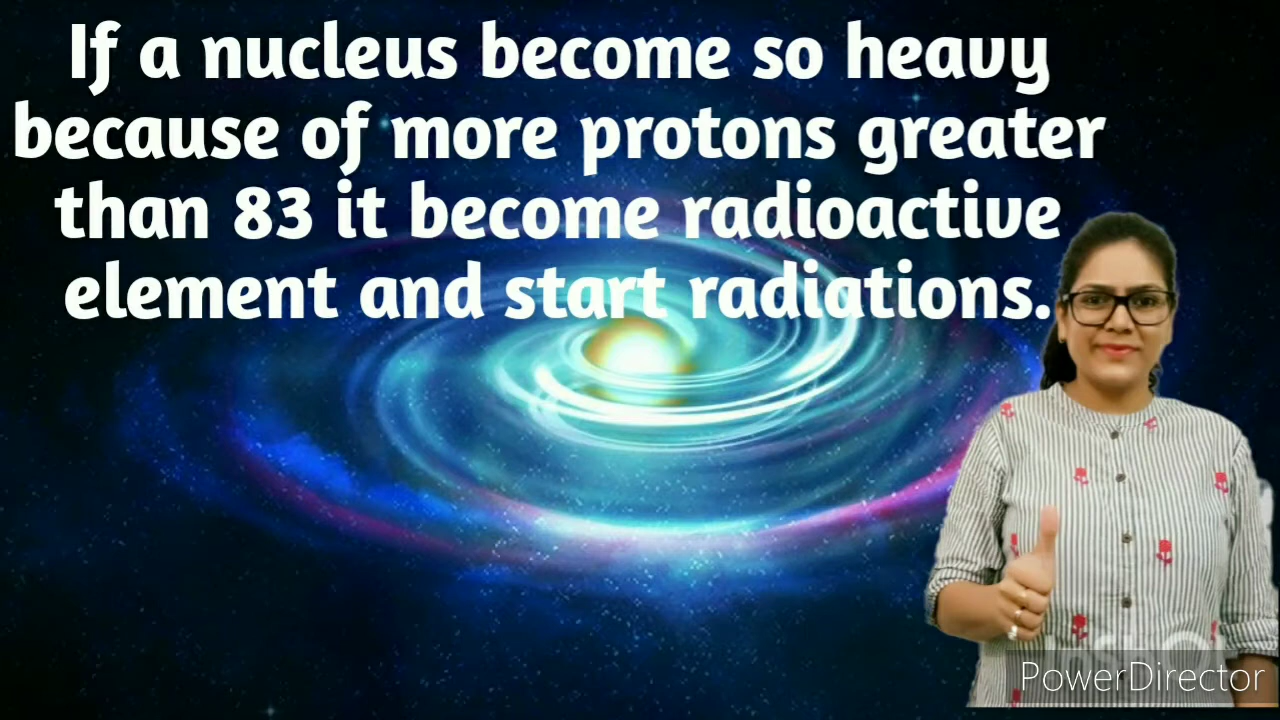 If a nucleus become so heavy
because of more protons greater
than 83 it become radioactive
element and start radiations.
PowerDirector